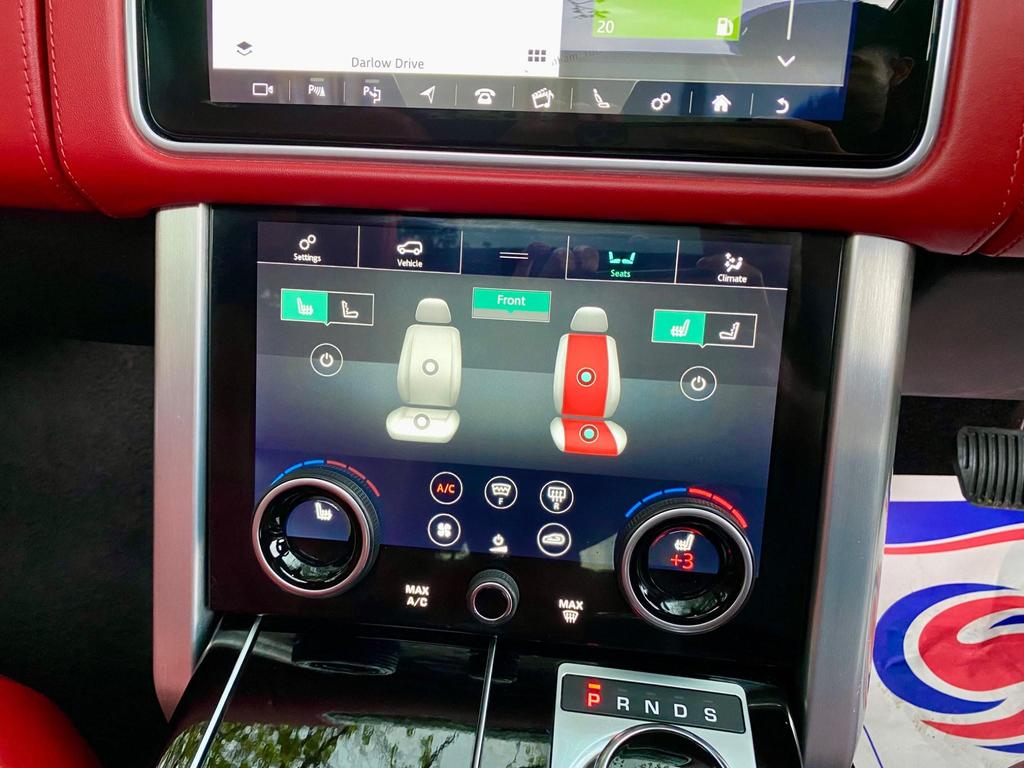 20
Darlow Drive
Settings
Vehicle
Seats
Climate
Front
A/C
F
R
+3
MAX
A/C
MAX
P R N D S